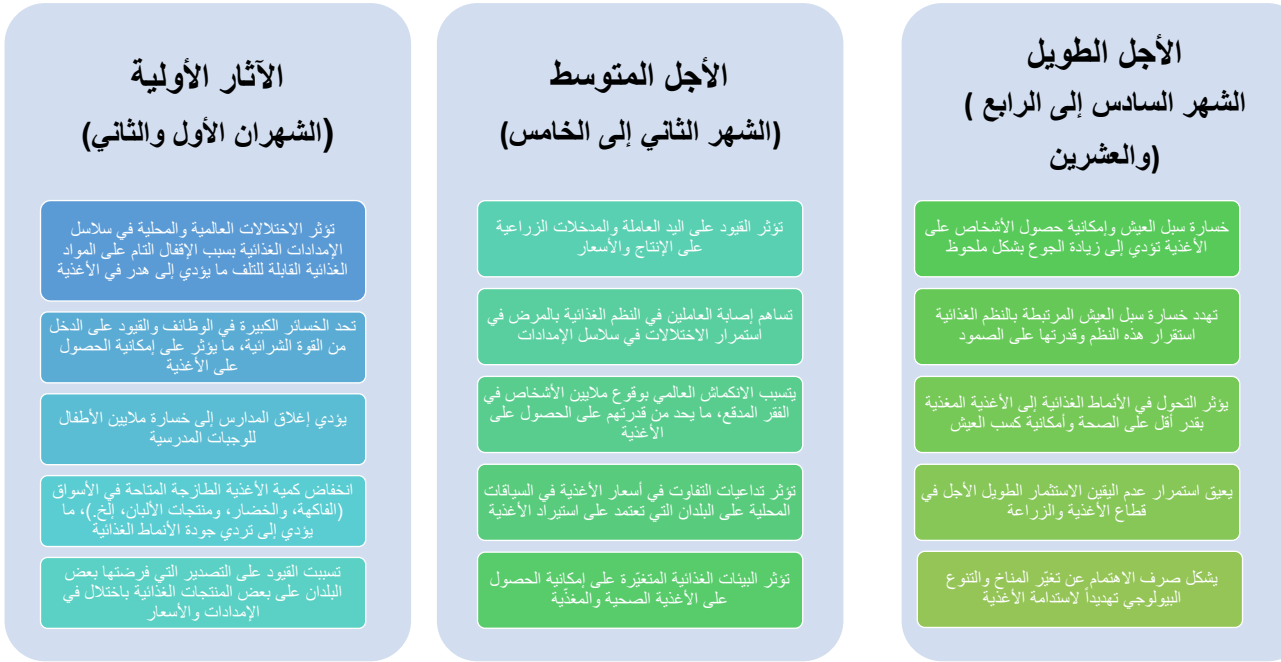 الآثار الأولية
(الشهران الأول والثاني)
تؤثر الاختلالات العالمية والمحلية في سلاسل
الإمدادات الغذائية بسبب الإقفال التام على المواد
الغذائية القابلة للتلف ما يؤدي إلى هدر في الأغذية
تحد الخسائر الكبيرة في الوظائف والقيود على الدخل
من القوة الشرائية، ما يؤثر على إمكانية الحصول
على الأغذية
يؤدي إغلاق المدارس إلى خسارة ملايين الأطفال
للوجبات المدرسية
انخفاض كمية الأغذية الطازجة المتاحة في الأسواق
(الفاكهة، والخضار، ومنتجات الألبان، إلخ.)، ما
يؤدي إلى تردي جودة الأنماط الغذائية
تسببت القيود على التصدير التي فرضتها بعض
البلدان على بعض المنتجات الغذائية باختلال في
الإمدادات والأسعار
الأجل المتوسط
(الشهر الثاني إلى الخامس)
تؤثر القيود على اليد العاملة والمدخلات الزراعية
على الإنتاج والأسعار
تساهم إصابة العاملين في النظم الغذائية بالمرض في
استمرار الاختلالات في سلاسل الإمدادات
يتسبب الانكماش العالمي بوقوع ملايين الأشخاص في
الفقر المدقع، ما يحد من قدرتهم على الحصول على
الأغذية
تؤثر تداعيات التفاوت في أسعار الأغذية في السياقات
المحلية على البلدان التي تعتمد على استيراد الأغذية
تؤثر البيئات الغذائية المتغيّرة على إمكانية الحصول
على الأغذية الصحية والمغذّية
الأجل الطويل
(الشهر السادس إلى الرابع
والعشرين)
خسارة سبل العيش وإمكانية حصول الأشخاص على
الأغذية تؤدي إلى زيادة الجوع بشكل ملحوظ
تهدد خسارة سبل العيش المرتبطة بالنظم الغذائية
استقرار هذه النظم وقدرتها على الصمود
يؤثر التحول في الأنماط الغذائية إلى الأغذية المغذية
بقدر أقل على الصحة وأمكانية كسب العيش
يعيق استمرار عدم اليقين الاستثمار الطويل الأجل في
قطاع الأغذية والزراعة
يشكل صرف الاهتمام عن تغيّر المناخ والتنوع
البيولوجي تهديداً لاستدامة الأغذية